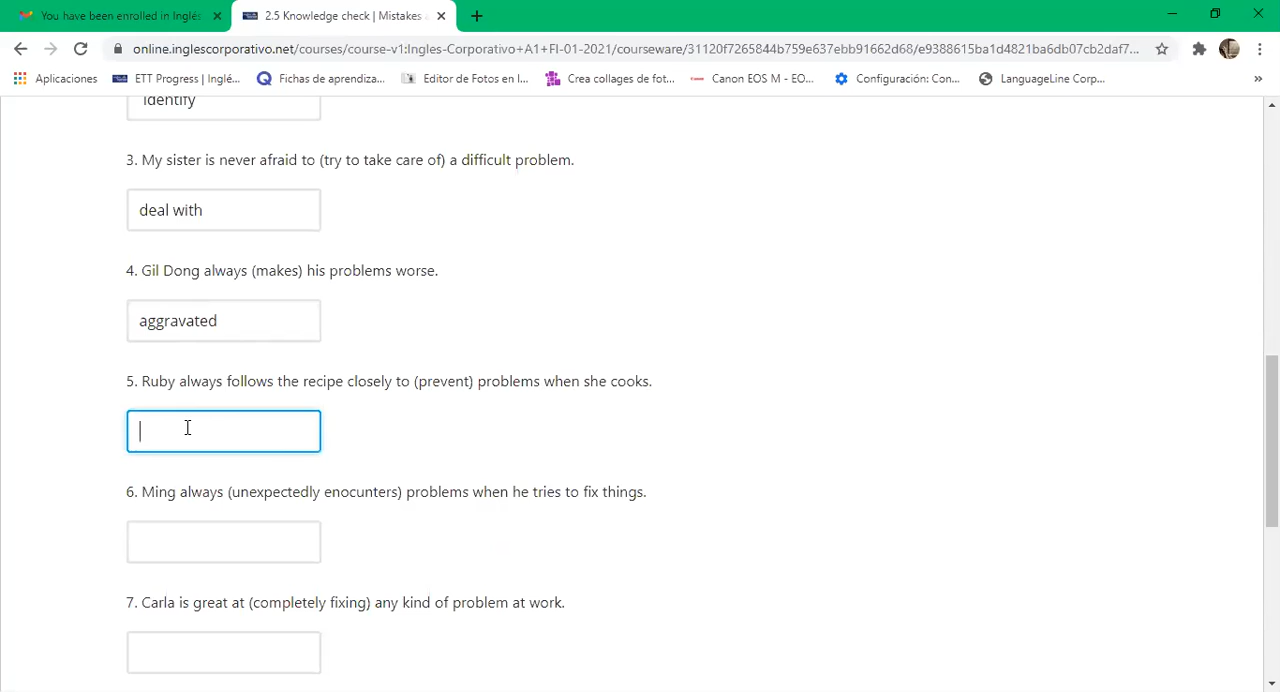 You have been enrolled in Inglés
2.5 Knowledge check | Mistakes a
online.inglescorporativo.net/courses/course-v1:Ingles-Corporativo+A1+FI-01-2021/courseware/31120f7265844b759e637ebb91662d68/e9388615ba1d4821ba6db07cb2daf7...
Aplicaciones
ETT Progress | Inglé...
Fichas de aprendiza...
Editor de Fotos en l...
Crea collages de fot...
Canon EOS M - EO...
Configuración: Con...
LanguageLine Corp...
»
identify
3. My sister is never afraid to (try to take care of) a difficult problem.
deal with
4. Gil Dong always (makes) his problems worse.
aggravated
5. Ruby always follows the recipe closely to (prevent) problems when she cooks.
6. Ming always (unexpectedly enocunters) problems when he tries to fix things.
7. Carla is great at (completely fixing) any kind of problem at work.